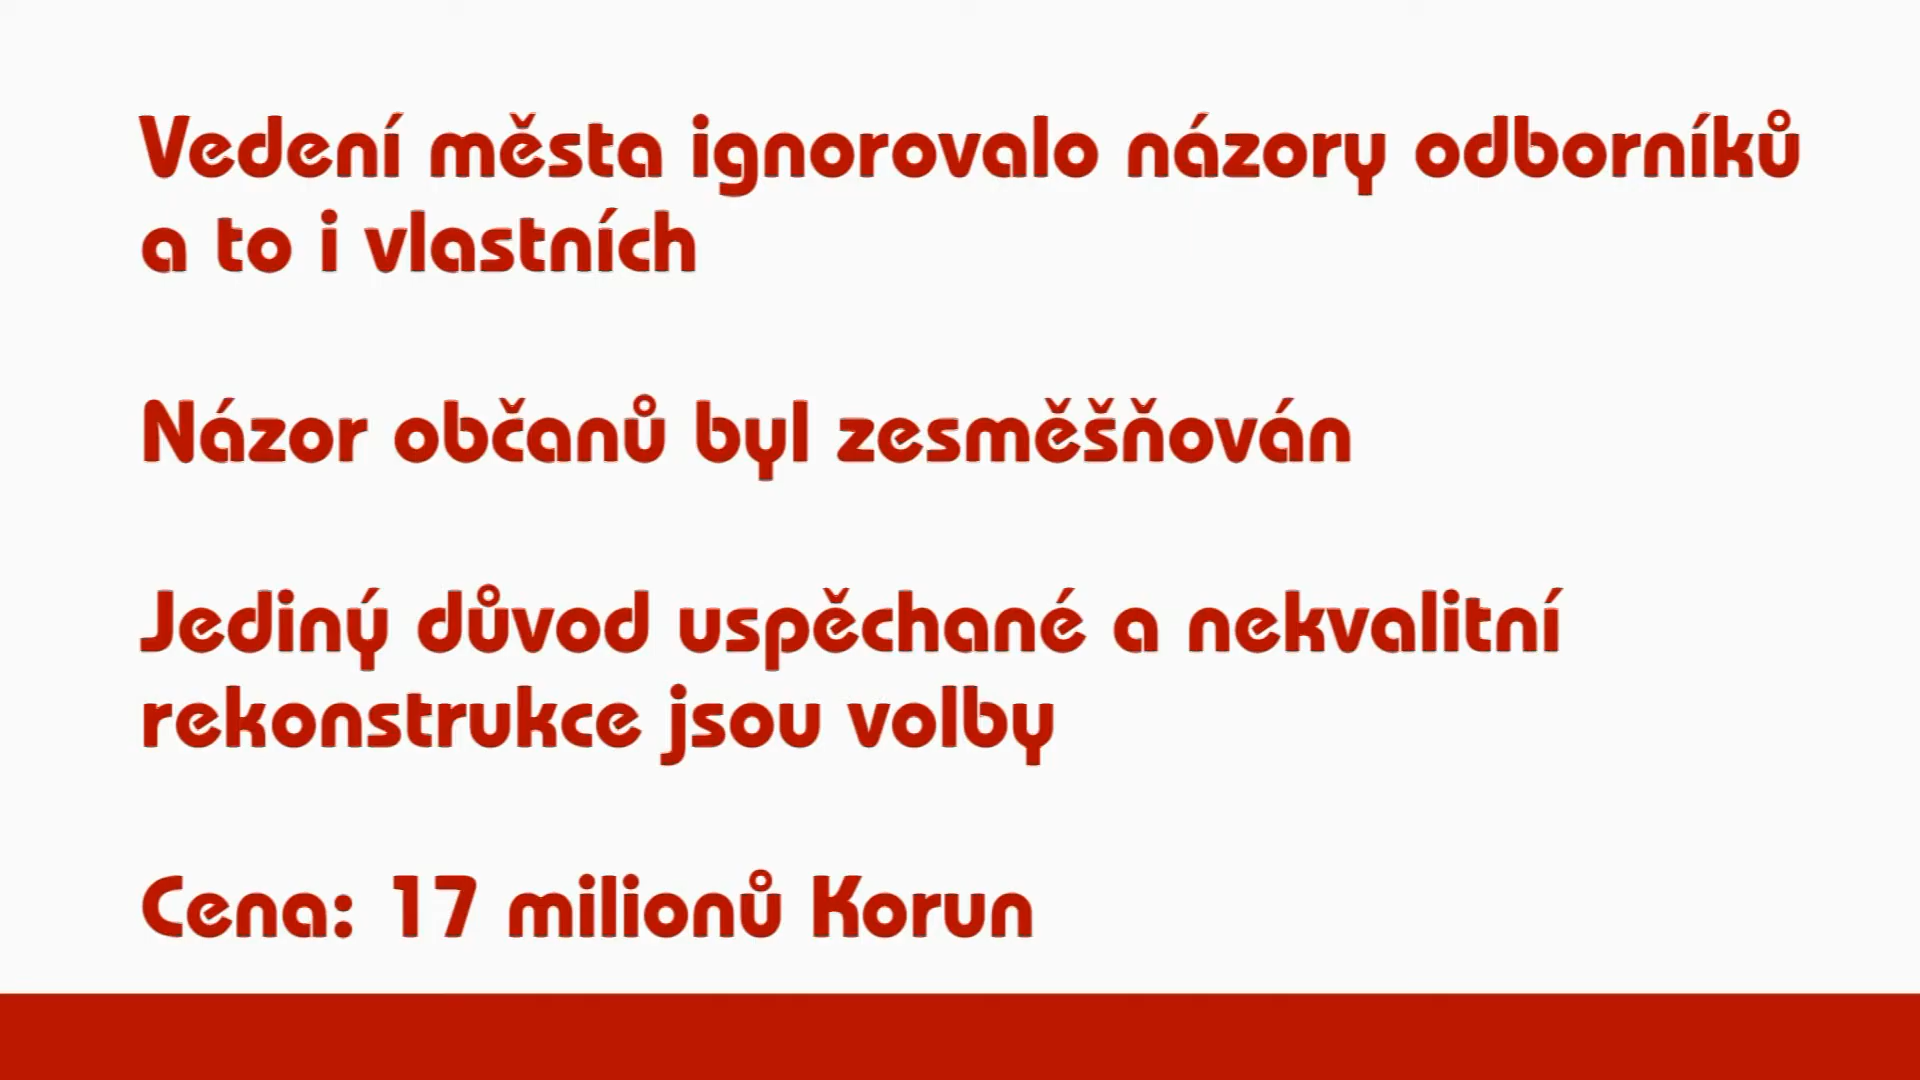 Vedení města ignorovalo názory odborníků
a to i vlastních
Názor občanů byl zesměšňován
Jediný důvod uspěchané a nekvalitní
rekonstrukce jsou volby
Cena: 17 milionů Korun